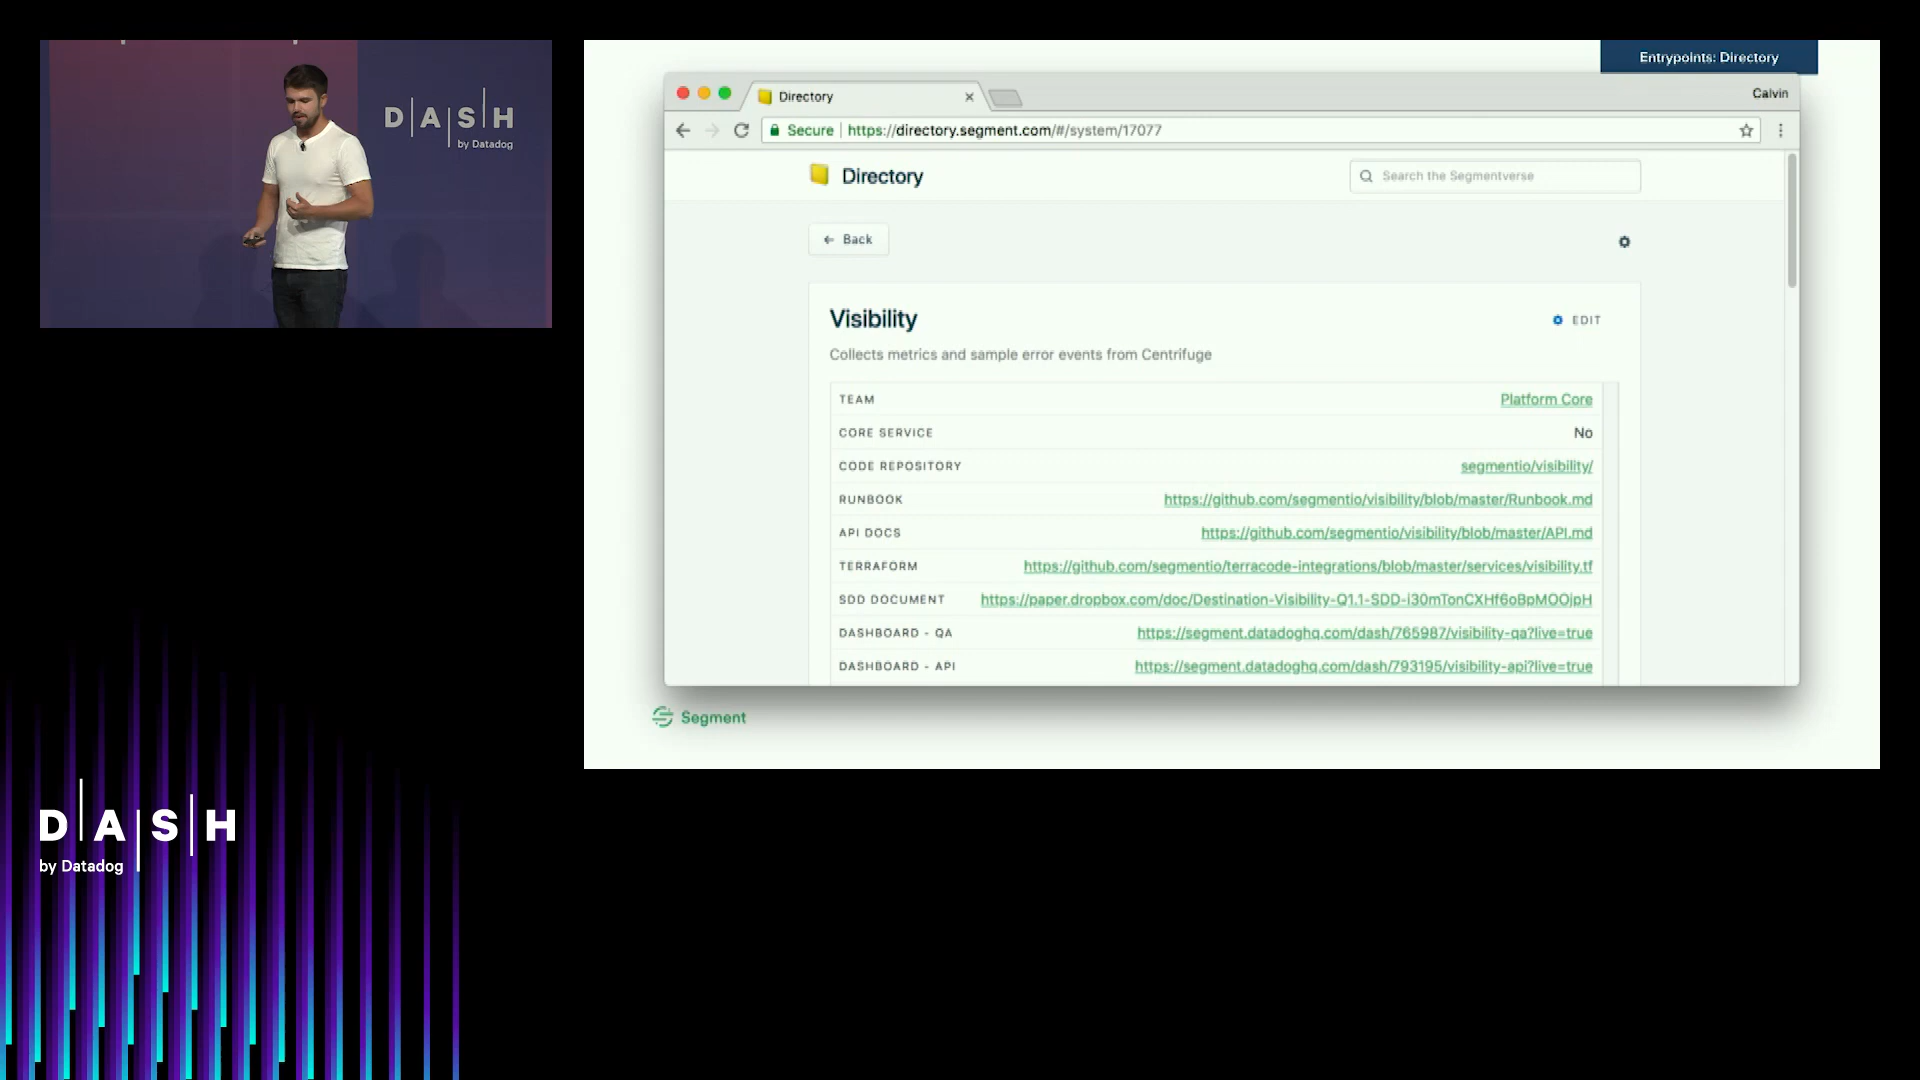 DASH
by Datadog
Entrypoints: Directory
Directory
Calvin
Secure https://directory.segment.com/#/system/17077
Directory
Search the Segmentverse
Back
Visibility
EDIT
Collects metrics and sample error events from Centrifuge
TEAM Platform Core
CORE SERVICE No
CODE REPOSITORY segmentio/visibility/
RUNBOOK https://github.com/segmentio/visibility/blob/master/Runbook.md
API DOCS https://github.com/segmentio/visibility/blob/master/API.md
TERRAFORM https://github.com/segmentio/terracode-integrations/blob/master/services/visibility.tf
SDD DOCUMENT https://paper.dropbox.com/doc/Destination-Visibility-Q1.1-SDD-i30mTonCXHf6oBpMOOjpH
DASHBOARD - QA https://segment.datadoghq.com/dash/765987/visibility-qa?live=true
DASHBOARD - API https://segment.datadoghq.com/dash/793195/visibility-api?live=true
Segment
DASH
by Datadog